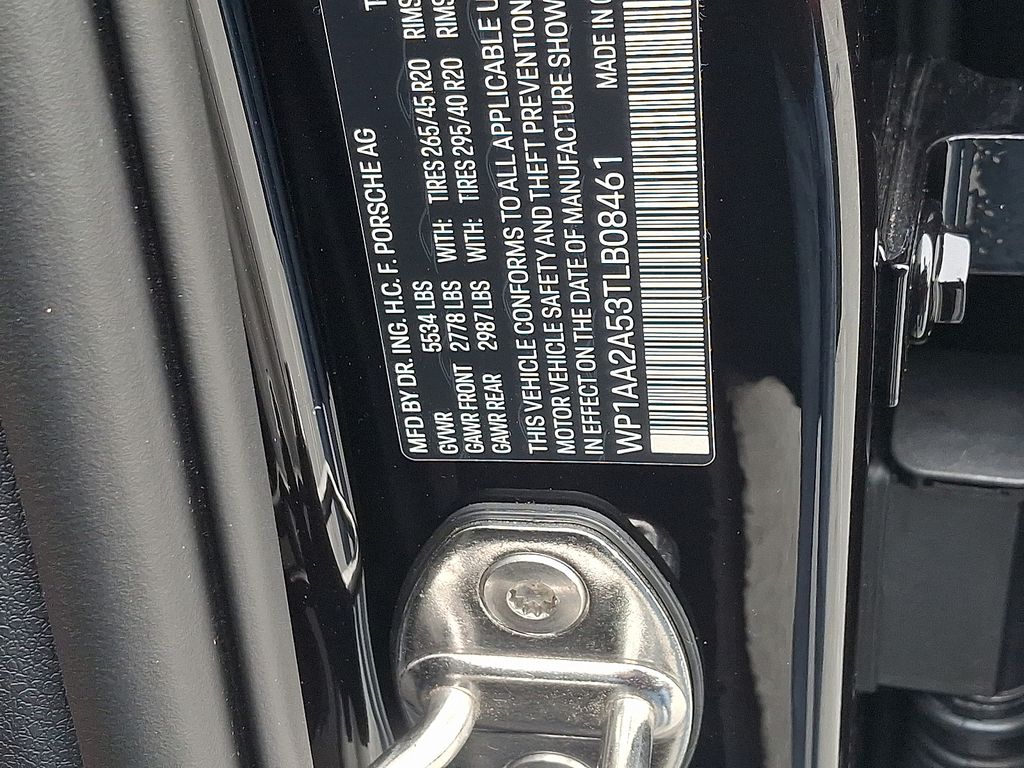 MFD BY DR. ING. H.C. F. PORSCHE AG
GVWR 5534 LBS
GAWR FRONT 2778 LBS WITH: TIRES 265/45 R20 RIMS
GAWR REAR 2987 LBS WITH: TIRES 295/40 R20 RIMS
THIS VEHICLE CONFORMS TO ALL APPLICABLE
MOTOR VEHICLE SAFETY AND THEFT PREVENTION
IN EFFECT ON THE DATE OF MANUFACTURE SHOW
WP1AA2A53TLB08461 MADE IN